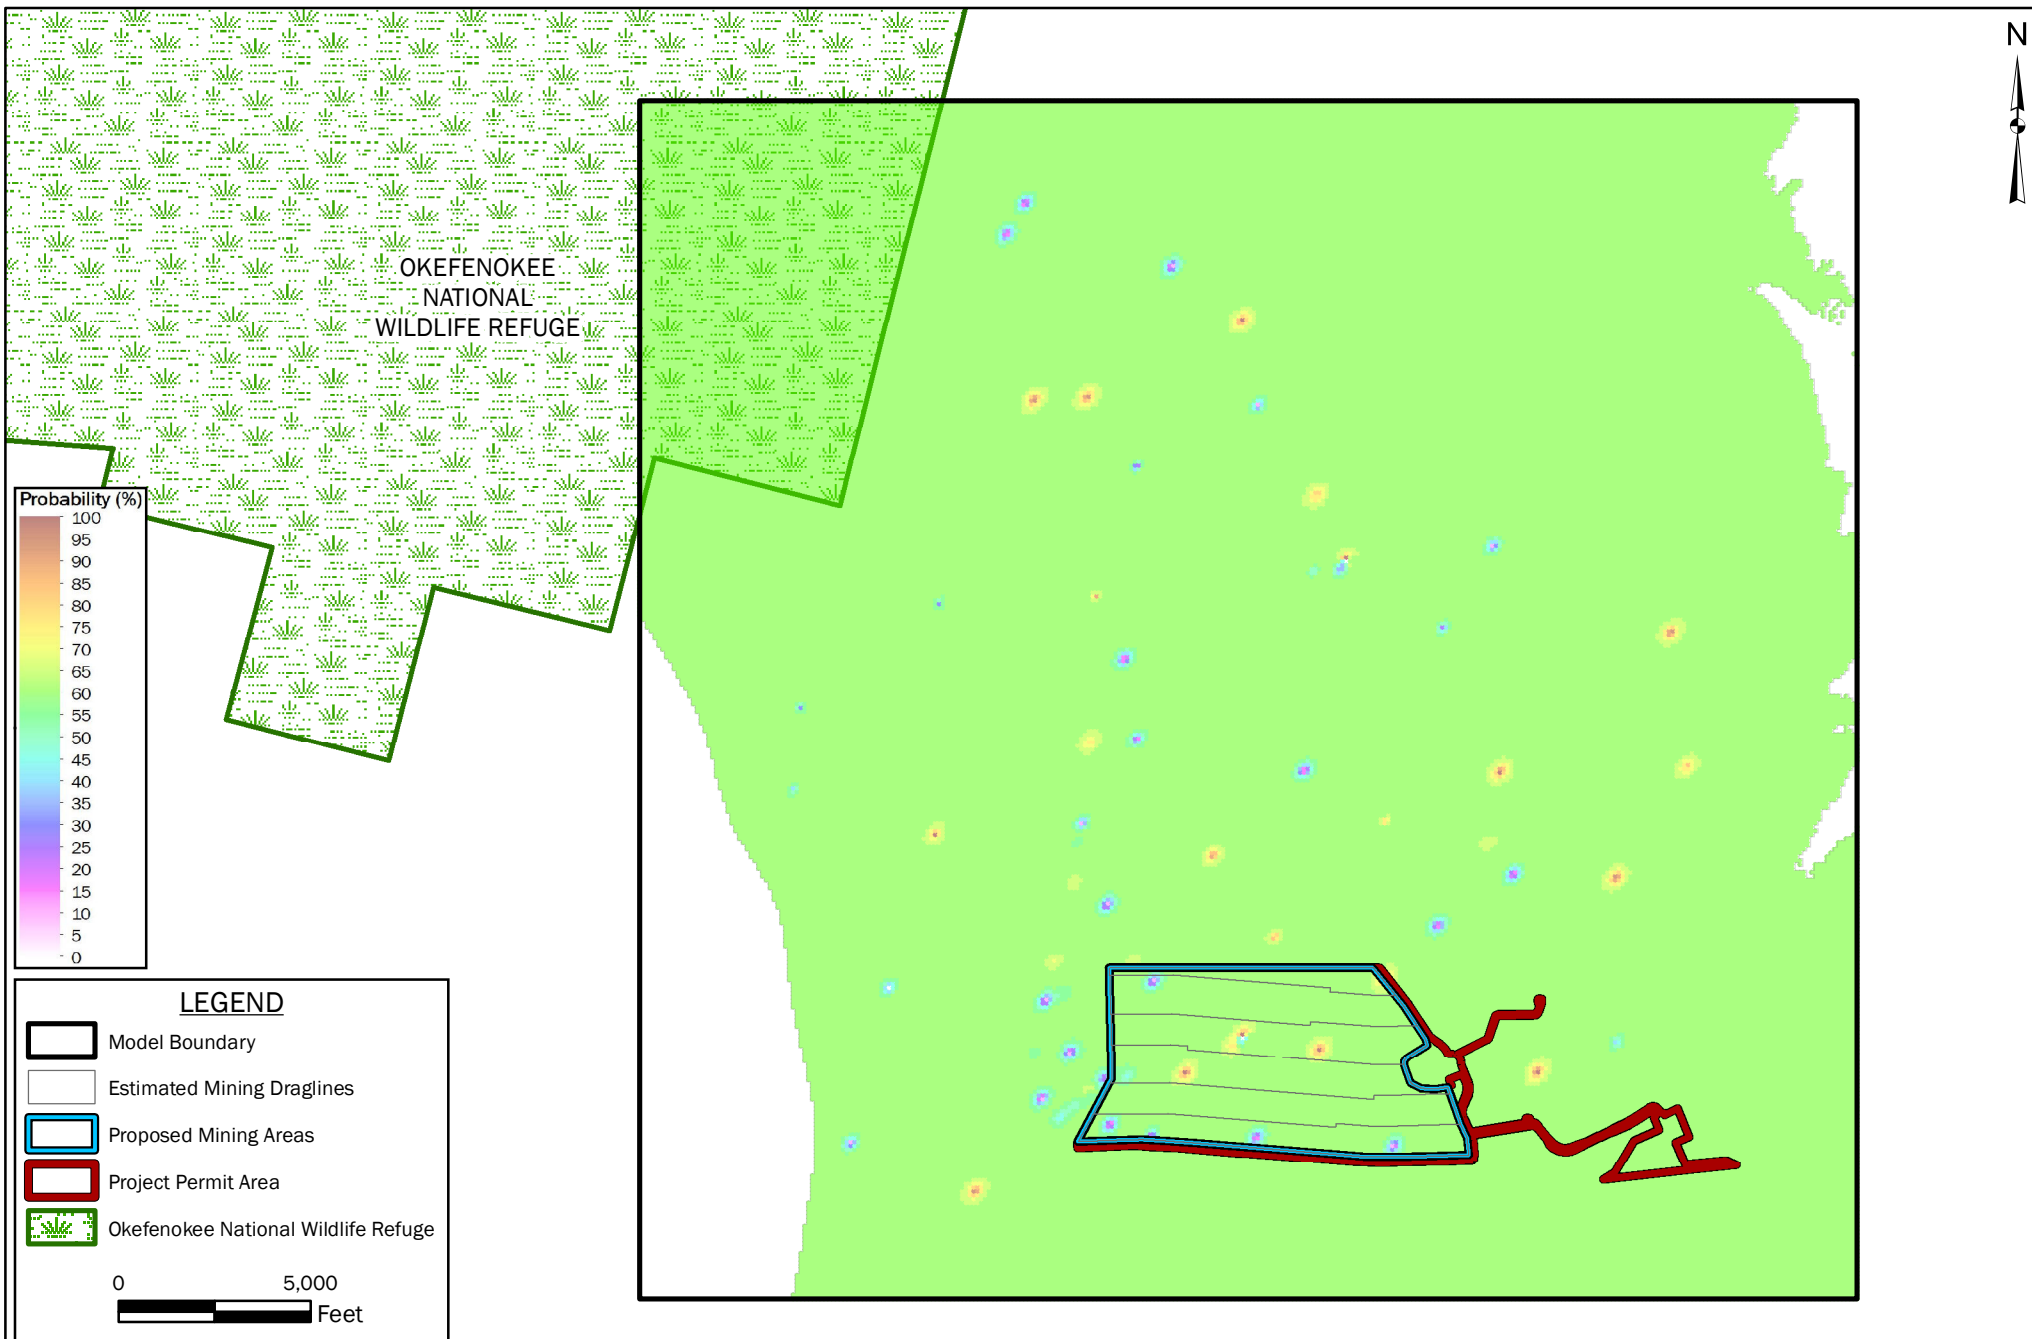 N
OKEFENOKEE
NATIONAL
WILDLIFE REFUGE
Probability (%)
100
95
90
85
80
75
70
65
60
55
50
45
40
35
30
25
20
15
10
5
0
LEGEND
Model Boundary
Estimated Mining Draglines
Proposed Mining Areas
Project Permit Area
Okefenokee National Wildlife Refuge
0 5,000
Feet